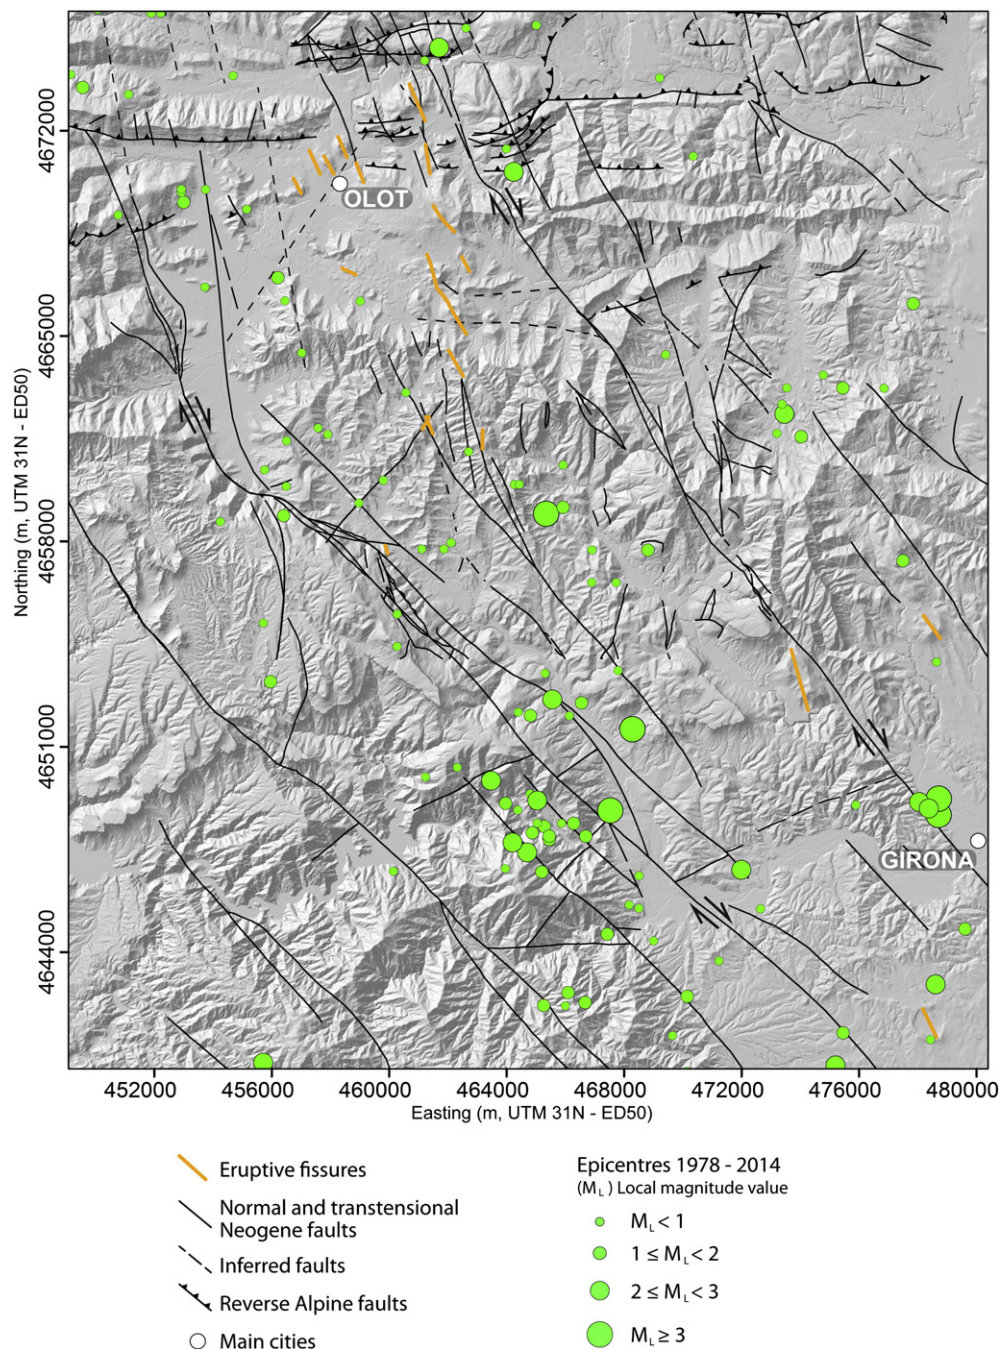 4672000
4665000
4658000
4651000
4644000
Northing (m, UTM 31N - ED50)
OLOT
GIRONA
452000 456000 460000 464000 468000 472000 476000 480000
Easting (m, UTM 31N - ED50)
Eruptive fissures
Normal and transtensional
Neogene faults
Inferred faults
Reverse Alpine faults
Main cities
Epicentres 1978 - 2014
(ML) Local magnitude value
ML < 1
1 ≤ ML < 2
2 ≤ ML < 3
ML ≥ 3